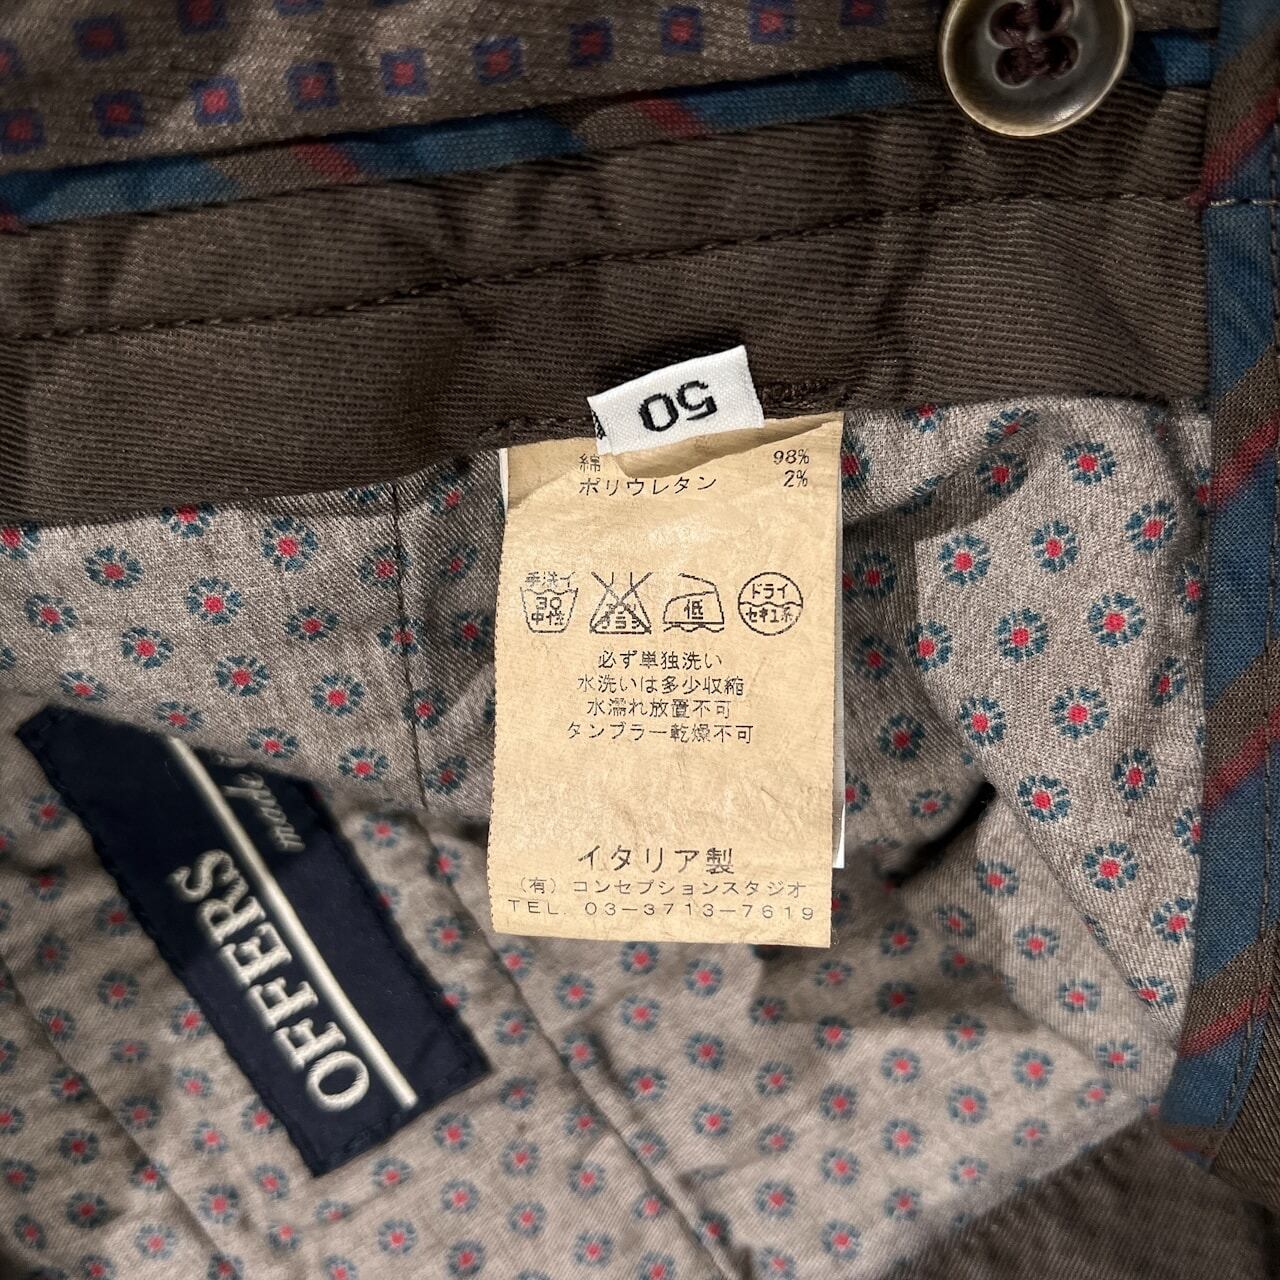 50
綿 98%
ポリウレタン 2%
手洗イ
30
中性
低
ドライ
セキユ系
必ず単独洗い
水洗いは多少収縮
水濡れ放置不可
タンブラー乾燥不可
イタリア製
（有）コンセプションスタジオ
TEL. 03-3713-7619
made
OFFERS